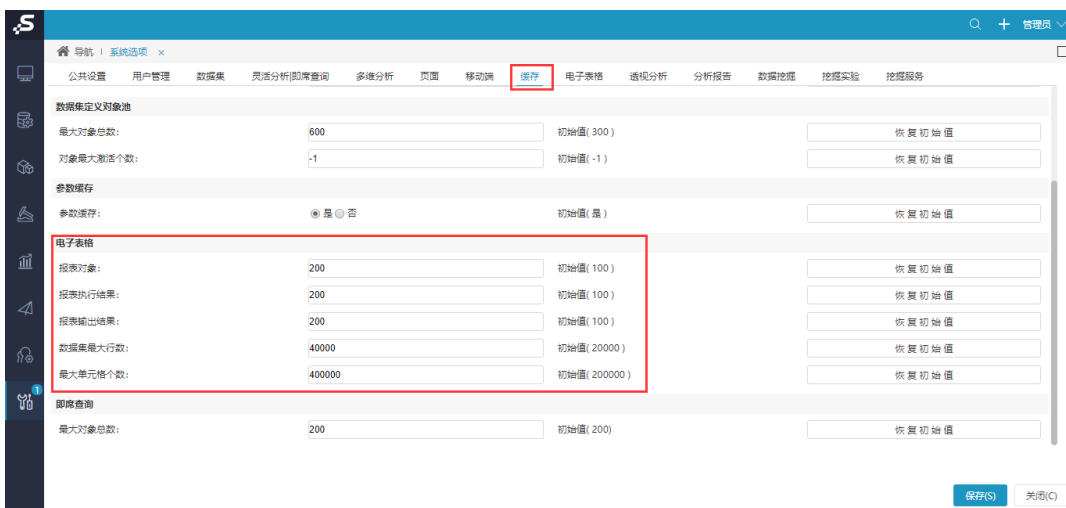 S
管理员
导航 | 系统选项 ×
公共设置 用户管理 数据集 灵活分析|即席查询 多维分析 页面 移动端 缓存 电子表格 透视分析 分析报告 数据挖掘 挖掘实验 挖掘服务
数据集定义对象池
最大对象总数: 600 初始值( 300 ) 恢复初始值
对象最大激活个数: -1 初始值( -1 ) 恢复初始值
参数缓存
参数缓存: 是 否 初始值( 是 ) 恢复初始值
电子表格
报表对象: 200 初始值( 100 ) 恢复初始值
报表执行结果: 200 初始值( 100 ) 恢复初始值
报表输出结果: 200 初始值( 100 ) 恢复初始值
数据集最大行数: 40000 初始值( 20000 ) 恢复初始值
最大单元格个数: 400000 初始值( 200000 ) 恢复初始值
1
即席查询
最大对象总数: 200 初始值( 200) 恢复初始值
保存(S) 关闭(C)